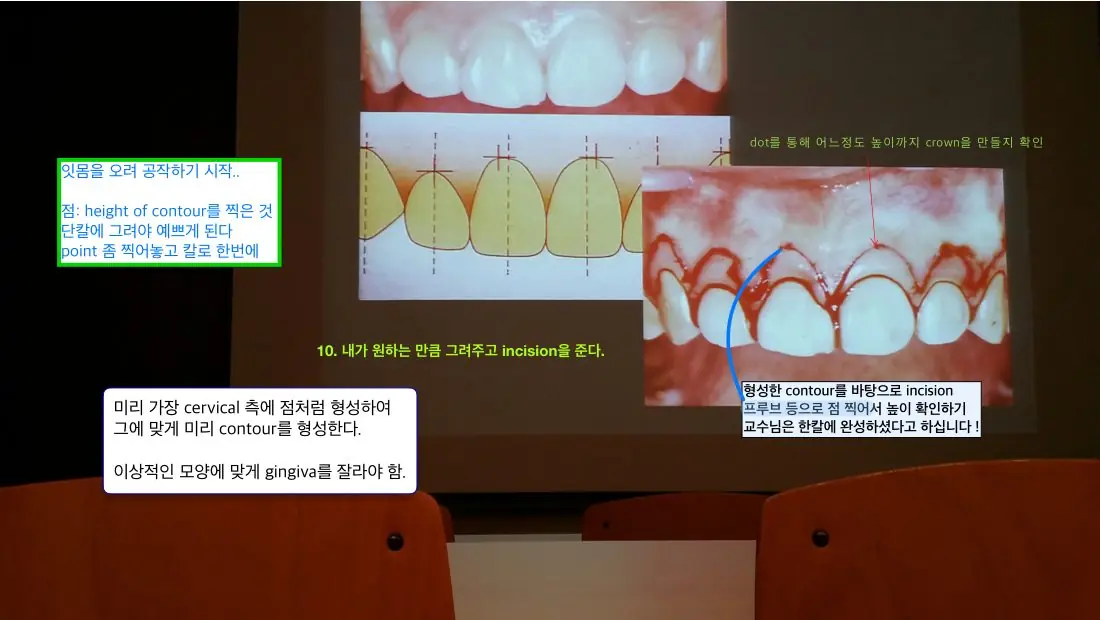 dot를 통해 어느정도 높이까지 crown을 만들지 확인
잇몸을 오려 공작하기 시작..
점: height of contour를 찍은 것
단칼에 그려야 예쁘게 된다
point 좀 찍어놓고 칼로 한번에
10. 내가 원하는 만큼 그려주고 incision을 준다.
미리 가장 cervical 측에 점처럼 형성하여
그에 맞게 미리 contour를 형성한다.
이상적인 모양에 맞게 gingiva를 잘라야 함.
형성한 contour를 바탕으로 incision
프루브 등으로 점 찍어서 높이 확인하기
교수님은 한칼에 완성하셨다고 하십니다 !